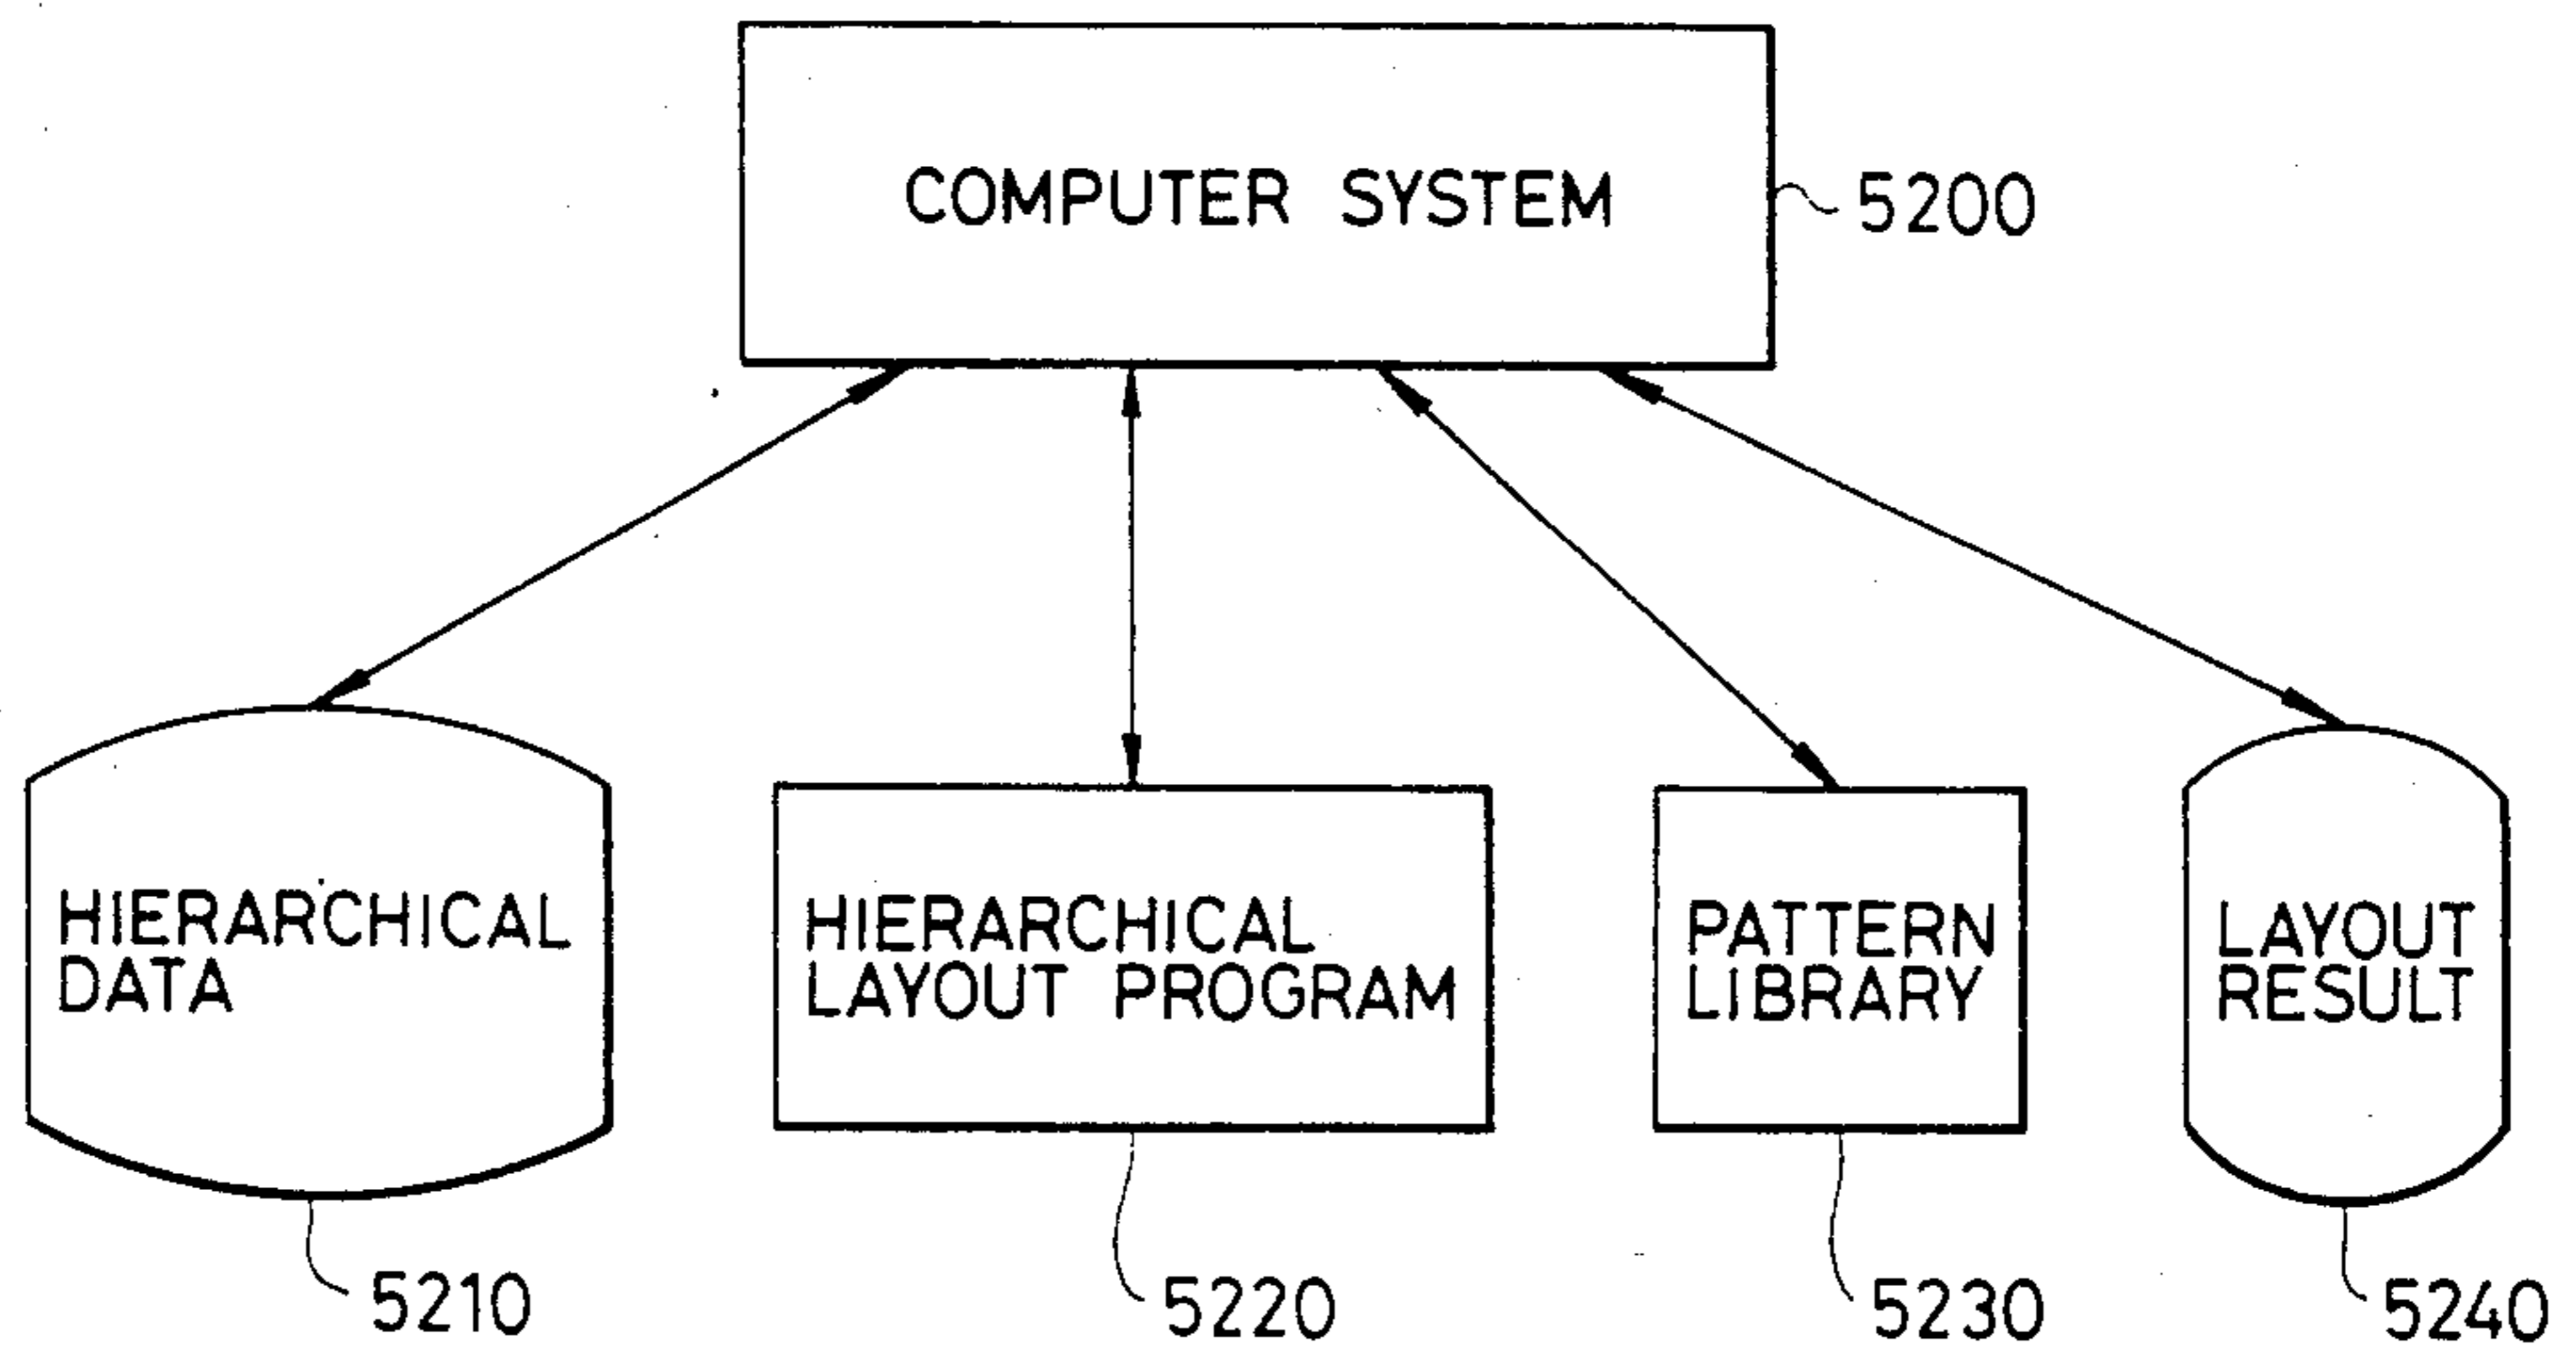 COMPUTER SYSTEM
5200
HIERARCHICAL
DATA
HIERARCHICAL
LAYOUT PROGRAM
PATTERN
LIBRARY
LAYOUT
RESULT
5210
5220
5230
5240